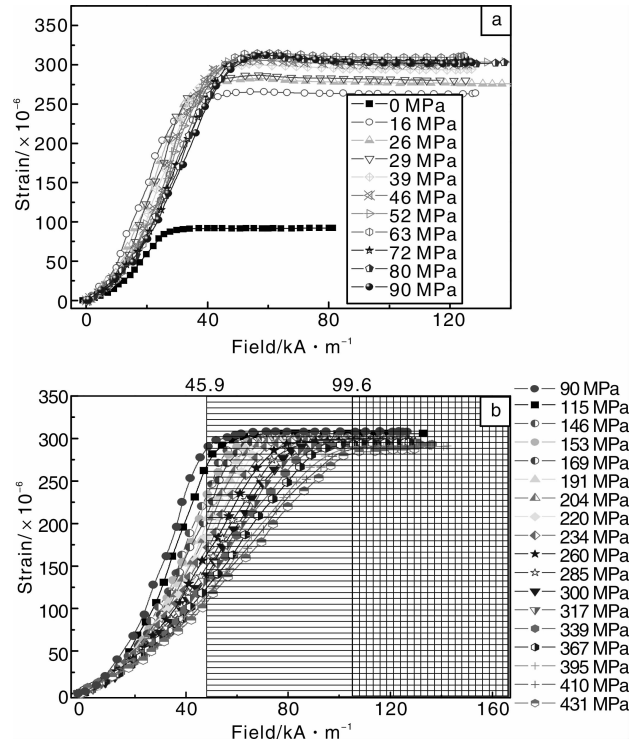 a
350
300
250
200
150
100
50
0
Strain/×10⁻⁶
0 MPa
16 MPa
26 MPa
29 MPa
39 MPa
46 MPa
52 MPa
63 MPa
72 MPa
80 MPa
90 MPa
0 40 80 120
Field/kA · m⁻¹
45.9 99.6
b
350
300
250
200
150
100
50
0
Strain/×10⁻⁶
0 40 80 120 160
Field/kA · m⁻¹
90 MPa
115 MPa
146 MPa
153 MPa
169 MPa
191 MPa
204 MPa
220 MPa
234 MPa
260 MPa
285 MPa
300 MPa
317 MPa
339 MPa
367 MPa
395 MPa
410 MPa
431 MPa